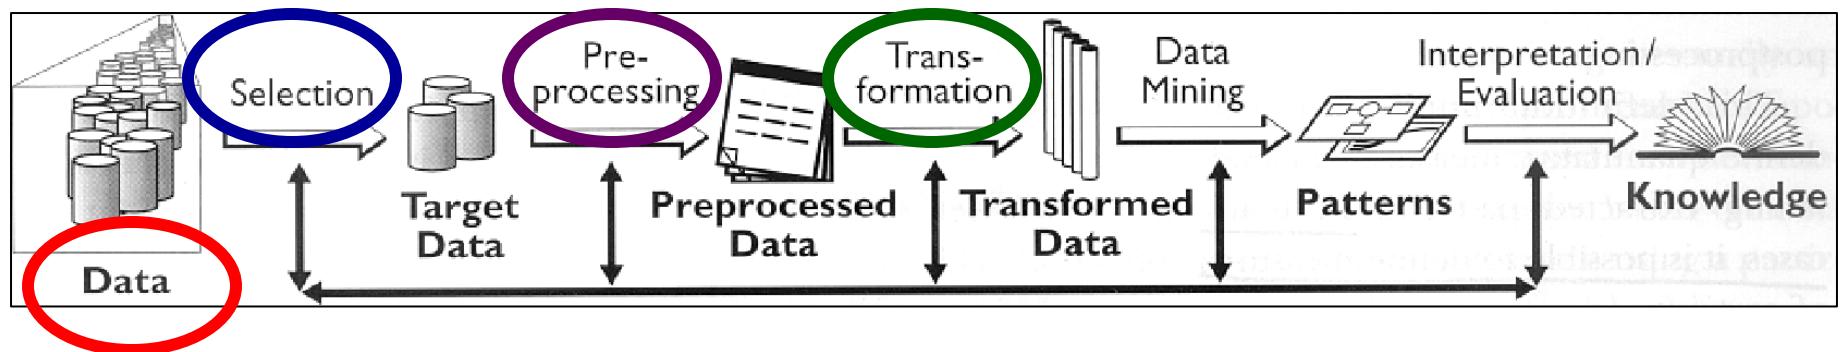 Data
Selection
Target
Data
Pre-
processing
Preprocessed
Data
Trans-
formation
Transformed
Data
Data
Mining
Patterns
Interpretation/
Evaluation
Knowledge